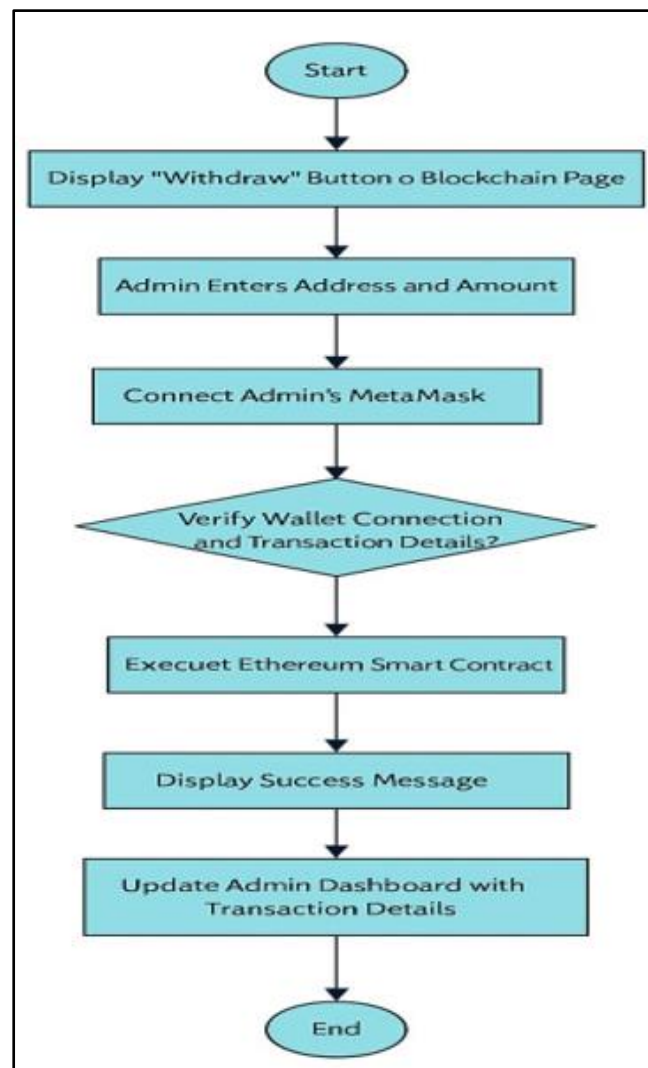 Start
Display "Withdraw" Button o Blockchain Page
Admin Enters Address and Amount
Connect Admin's MetaMask
Verify Wallet Connection
and Transaction Details?
Execuet Ethereum Smart Contract
Display Success Message
Update Admin Dashboard with
Transaction Details
End